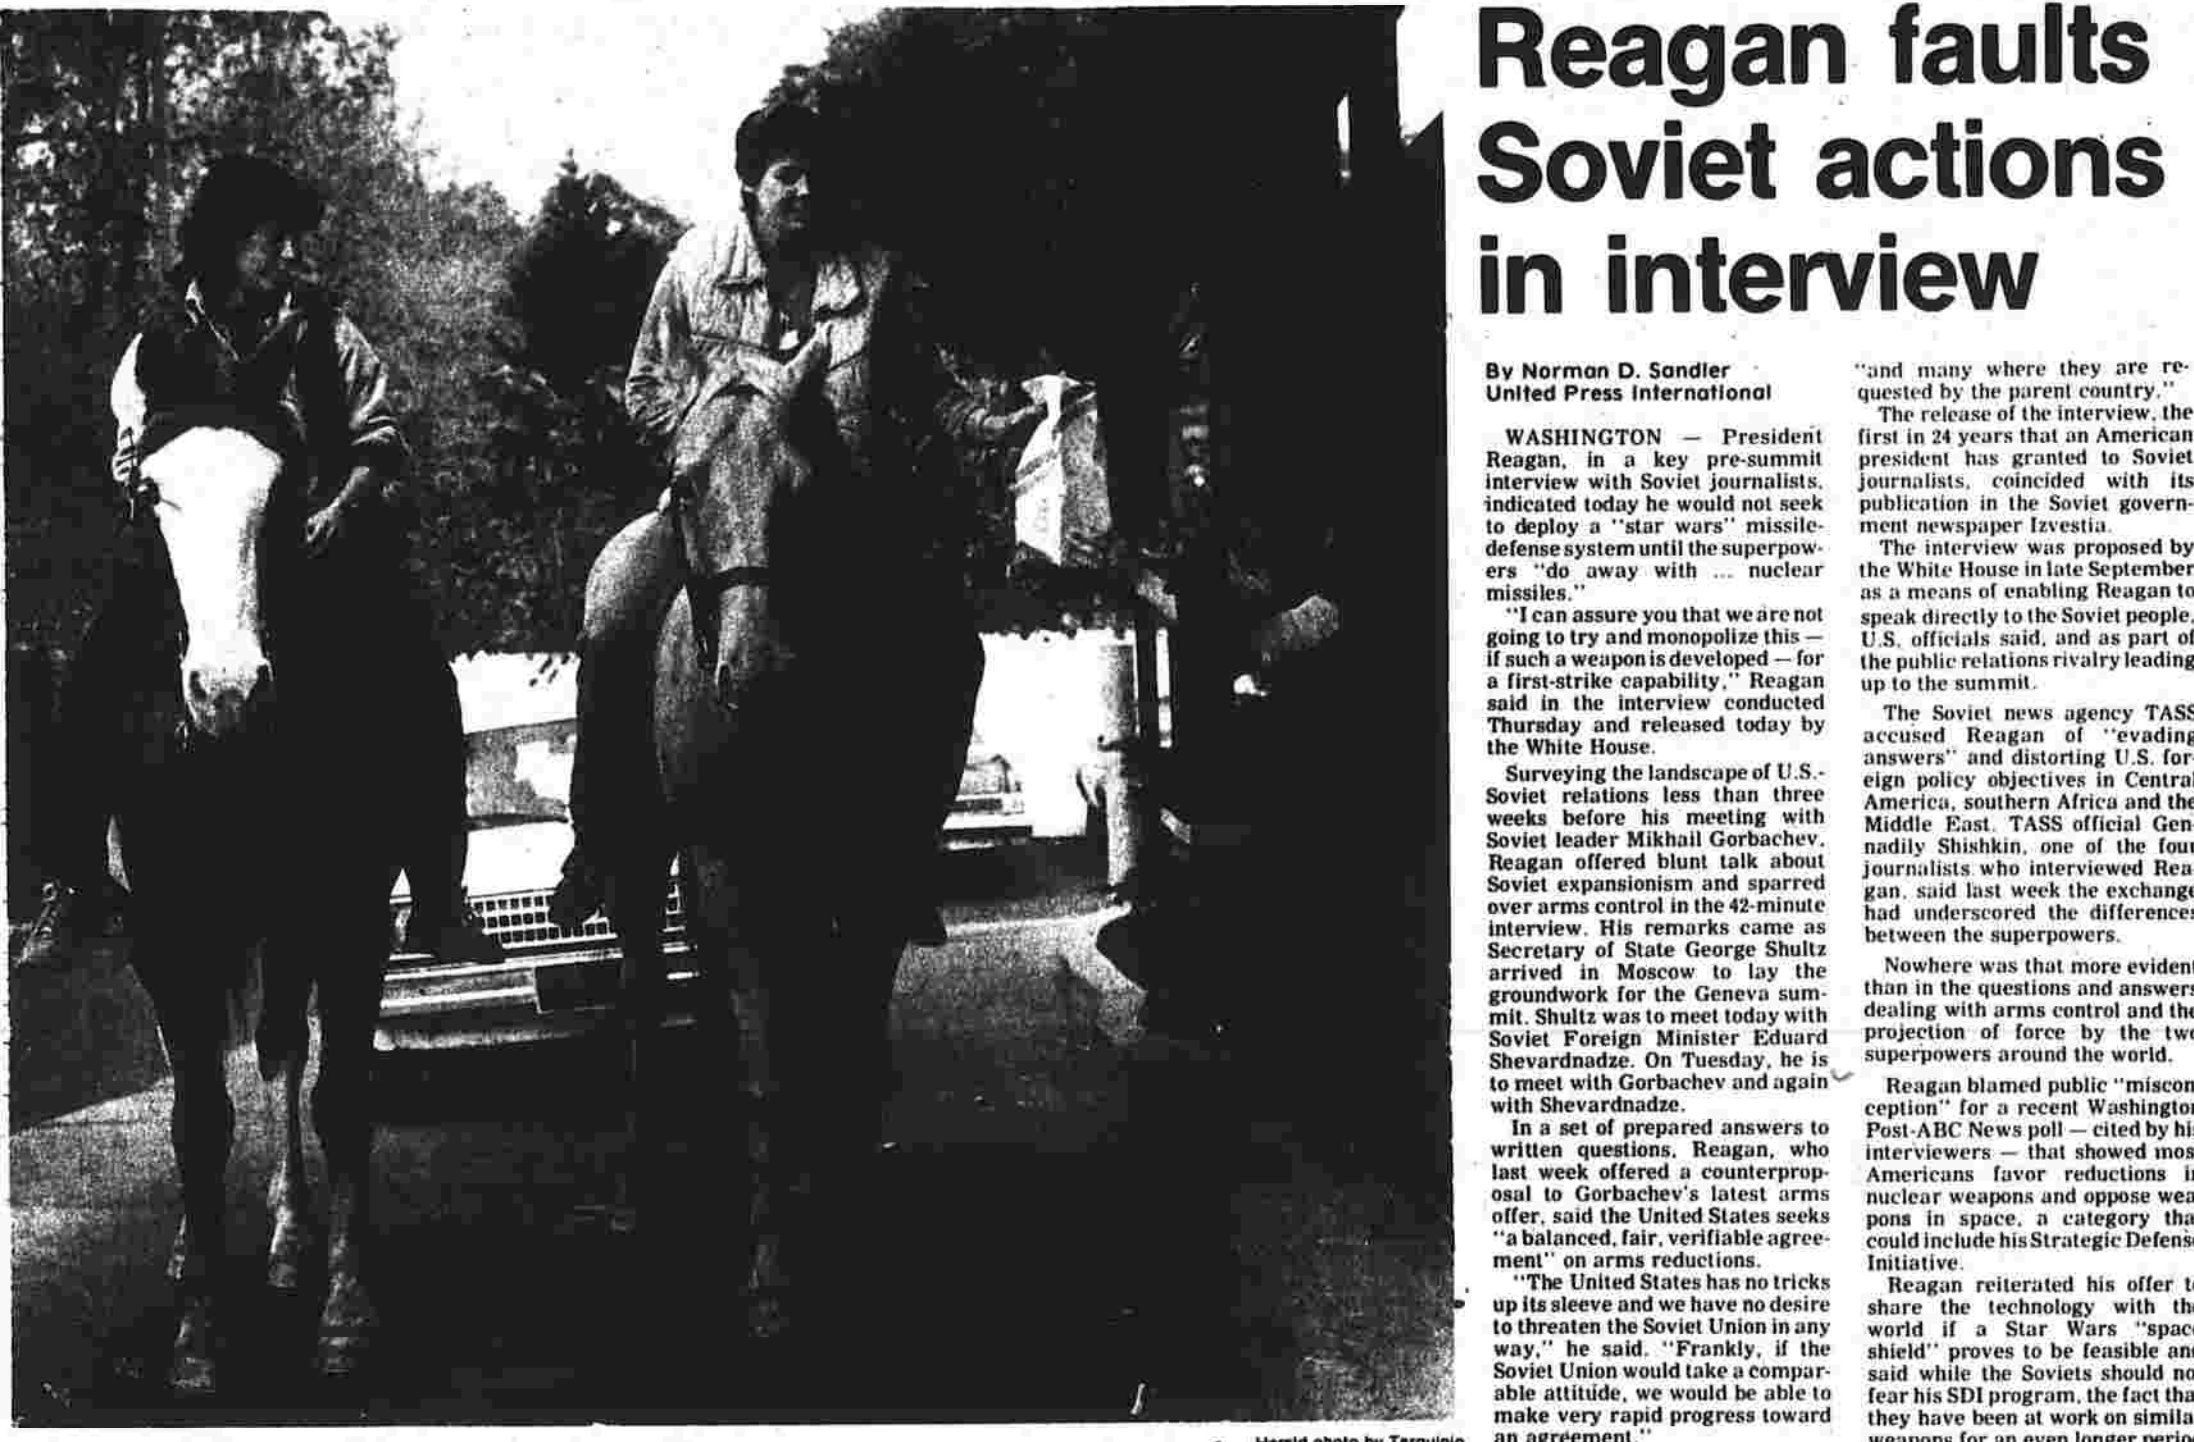 Reagan faults
Soviet actions
in interview
By Norman D. Sandler
United Press International
WASHINGTON — President
Reagan, in a key pre-summit
interview with Soviet journalists,
indicated today he would not seek
to deploy a "star wars" missile-
defense system until the superpow-
ers "do away with ... nuclear
missiles."
"I can assure you that we are not
going to try and monopolize this —
if such a weapon is developed — for
a first-strike capability," Reagan
said in the interview conducted
Thursday and released today by
the White House.
Surveying the landscape of U.S.-
Soviet relations less than three
weeks before his meeting with
Soviet leader Mikhail Gorbachev,
Reagan offered blunt talk about
Soviet expansionism and sparred
over arms control in the 42-minute
interview. His remarks came as
Secretary of State George Shultz
arrived in Moscow to lay the
groundwork for the Geneva sum-
mit. Shultz was to meet today with
Soviet Foreign Minister Eduard
Shevardnadze. On Tuesday, he is
to meet with Gorbachev and again
with Shevardnadze.
In a set of prepared answers to
written questions, Reagan, who
last week offered a counterprop-
osal to Gorbachev's latest arms
offer, said the United States seeks
"a balanced, fair, verifiable agree-
ment" on arms reductions.
"The United States has no tricks
up its sleeve and we have no desire
to threaten the Soviet Union in any
way," he said. "Frankly, if the
Soviet Union would take a compar-
able attitude, we would be able to
make very rapid progress toward
an agreement."
"and many where they are re-
quested by the parent country."
The release of the interview, the
first in 24 years that an American
president has granted to Soviet
journalists, coincided with its
publication in the Soviet govern-
ment newspaper Izvestia.
The interview was proposed by
the White House in late September
as a means of enabling Reagan to
speak directly to the Soviet people,
U.S. officials said, and as part of
the public relations rivalry leading
up to the summit.
The Soviet news agency TASS
accused Reagan of "evading
answers" and distorting U.S. for-
eign policy objectives in Central
America, southern Africa and the
Middle East. TASS official Gen-
nadily Shishkin, one of the four
journalists who interviewed Rea-
gan, said last week the exchange
had underscored the differences
between the superpowers.
Nowhere was that more evident
than in the questions and answers
dealing with arms control and the
projection of force by the two
superpowers around the world.
Reagan blamed public "miscon
ception" for a recent Washington
Post-ABC News poll — cited by his
interviewers — that showed most
Americans favor reductions in
nuclear weapons and oppose wea
pons in space, a category that
could include his Strategic Defense
Initiative.
Reagan reiterated his offer to
share the technology with the
world if a Star Wars "space
shield" proves to be feasible and
said while the Soviets should not
fear his SDI program, the fact that
they have been at work on similar
weapons for an even longer period
Herald photo by Tarquinio